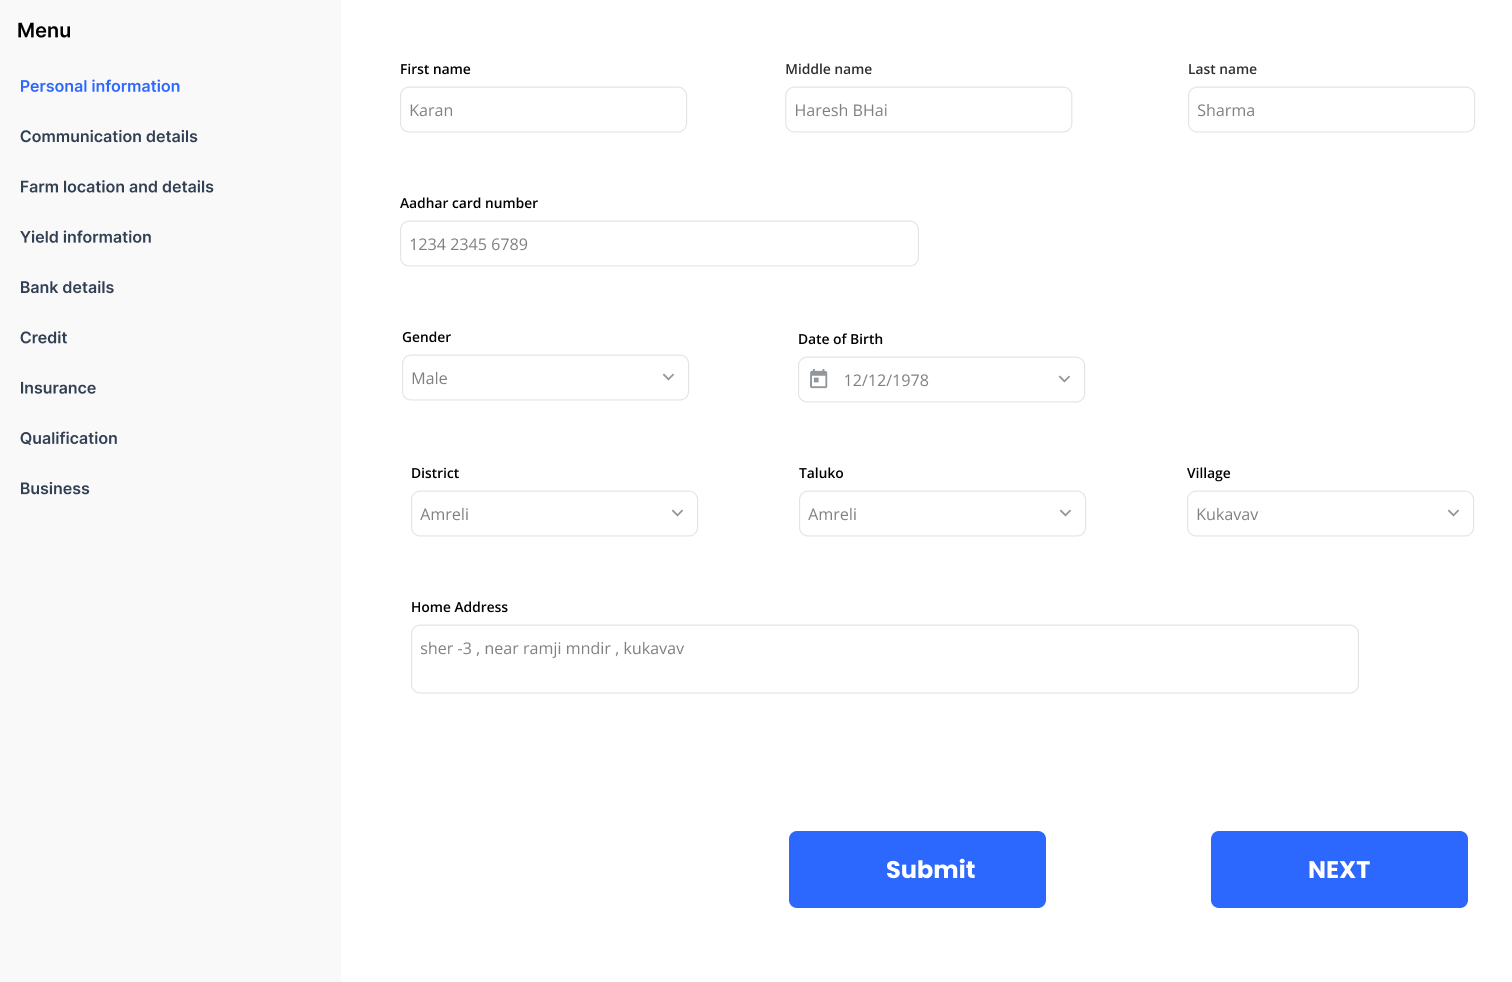 Menu
Personal information
Communication details
Farm location and details
Yield information
Bank details
Credit
Insurance
Qualification
Business
First name
Middle name
Last name
Karan
Haresh BHai
Sharma
Aadhar card number
1234 2345 6789
Gender
Date of Birth
Male
12/12/1978
District
Taluko
Village
Amreli
Amreli
Kukavav
Home Address
sher -3 , near ramji mndir , kukavav
Submit
NEXT